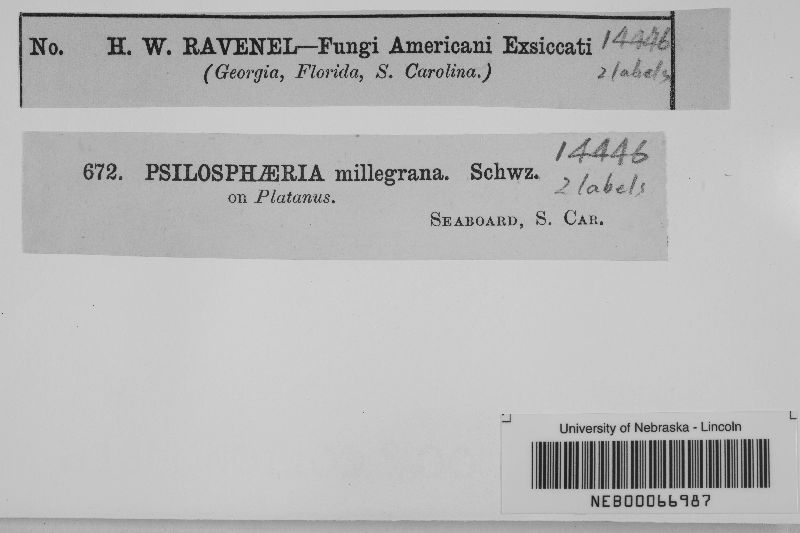 No. H. W. RAVENEL—Fungi Americani Exsiccati 14446
(Georgia, Florida, S. Carolina.) 2 labels
672. PSILOSPHÆRIA millegrana. Schwz. 14446
on Platanus. 2 labels
SEABOARD, S. CAR.
University of Nebraska - Lincoln
NEB00066987